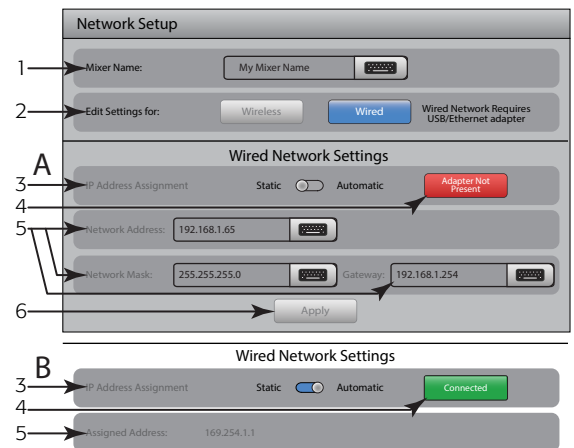 Network Setup
1 Mixer Name: My Mixer Name
2 Edit Settings for: Wireless Wired Wired Network Requires
USB/Ethernet adapter
A Wired Network Settings
3 IP Address Assignment Static Automatic Adapter Not
Present
4
5 Network Address: 192.168.1.65
Network Mask: 255.255.255.0 Gateway: 192.168.1.254
6 Apply
B Wired Network Settings
3 IP Address Assignment Static Automatic Connected
4
5 Assigned Address: 169.254.1.1